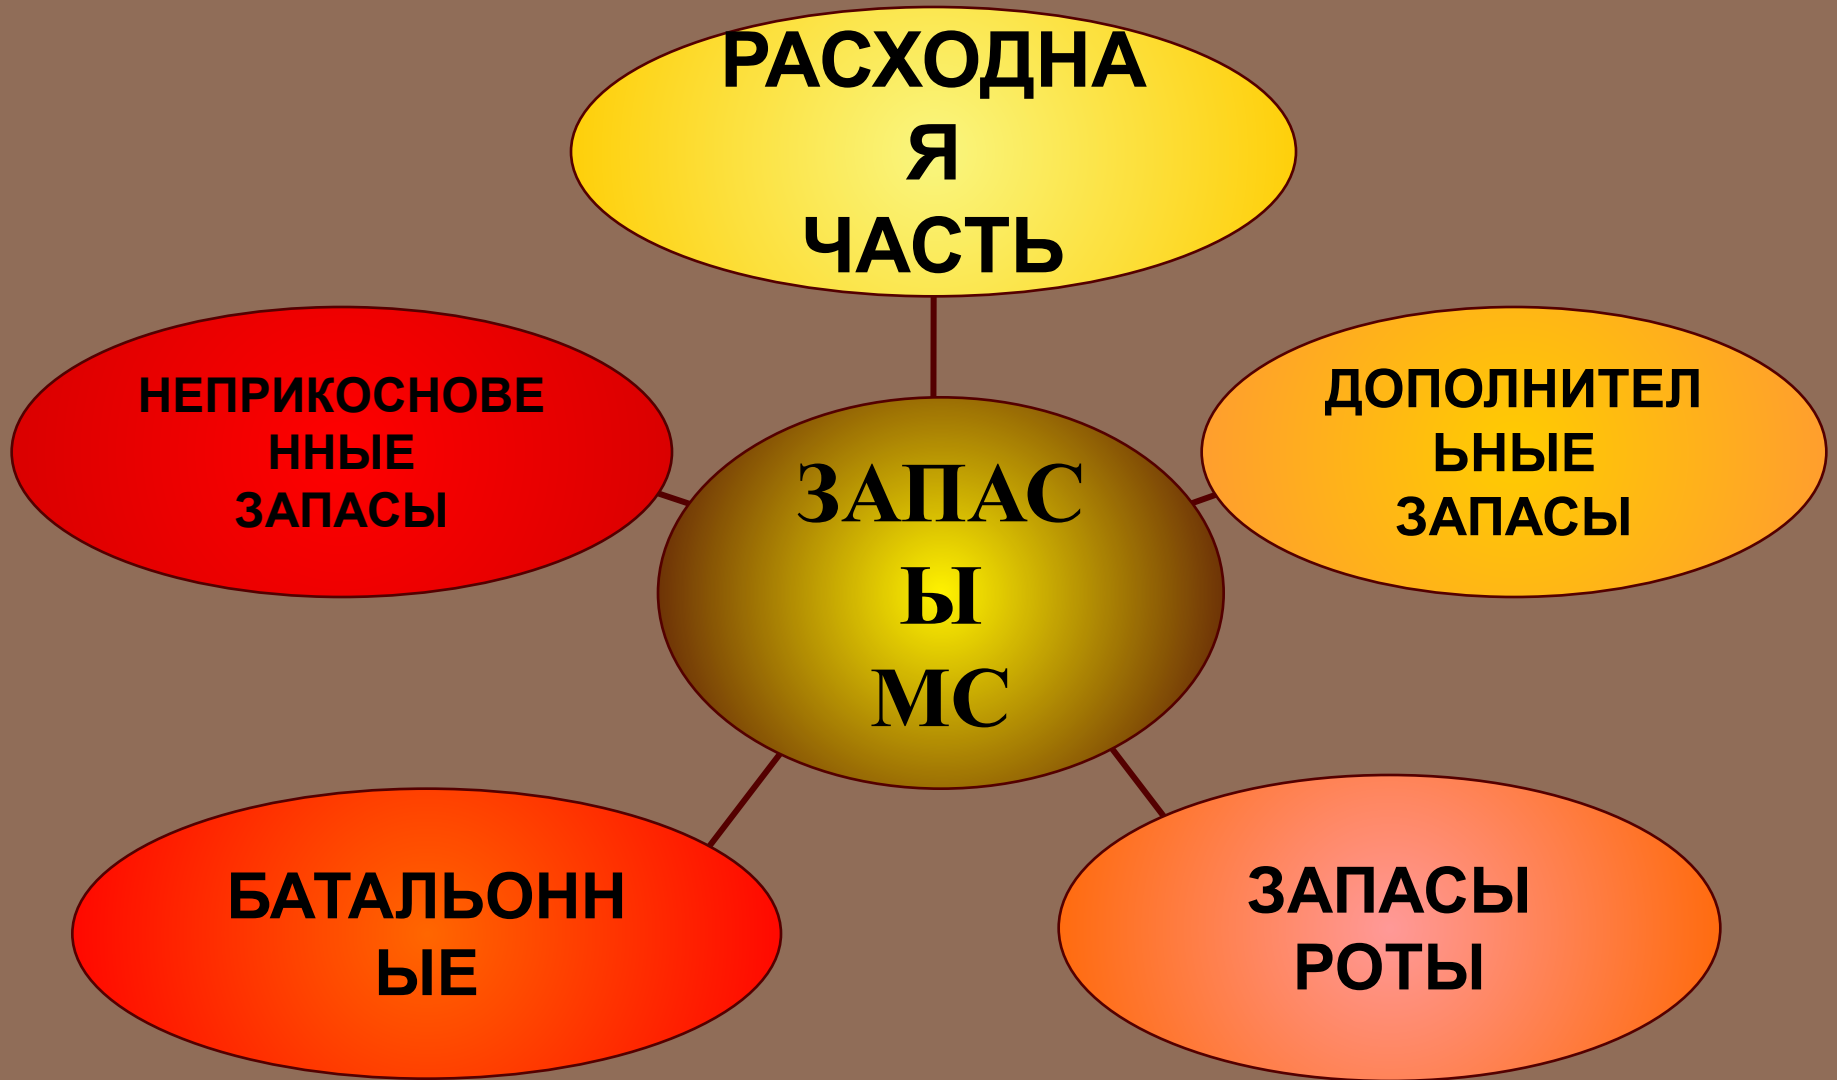 РАСХОДНА
Я
ЧАСТЬ
НЕПРИКОСНОВЕ
ННЫЕ
ЗАПАСЫ
ДОПОЛНИТЕЛ
ЬНЫЕ
ЗАПАСЫ
ЗАПАС
Ы
МС
БАТАЛЬОНН
ЫЕ
ЗАПАСЫ
РОТЫ